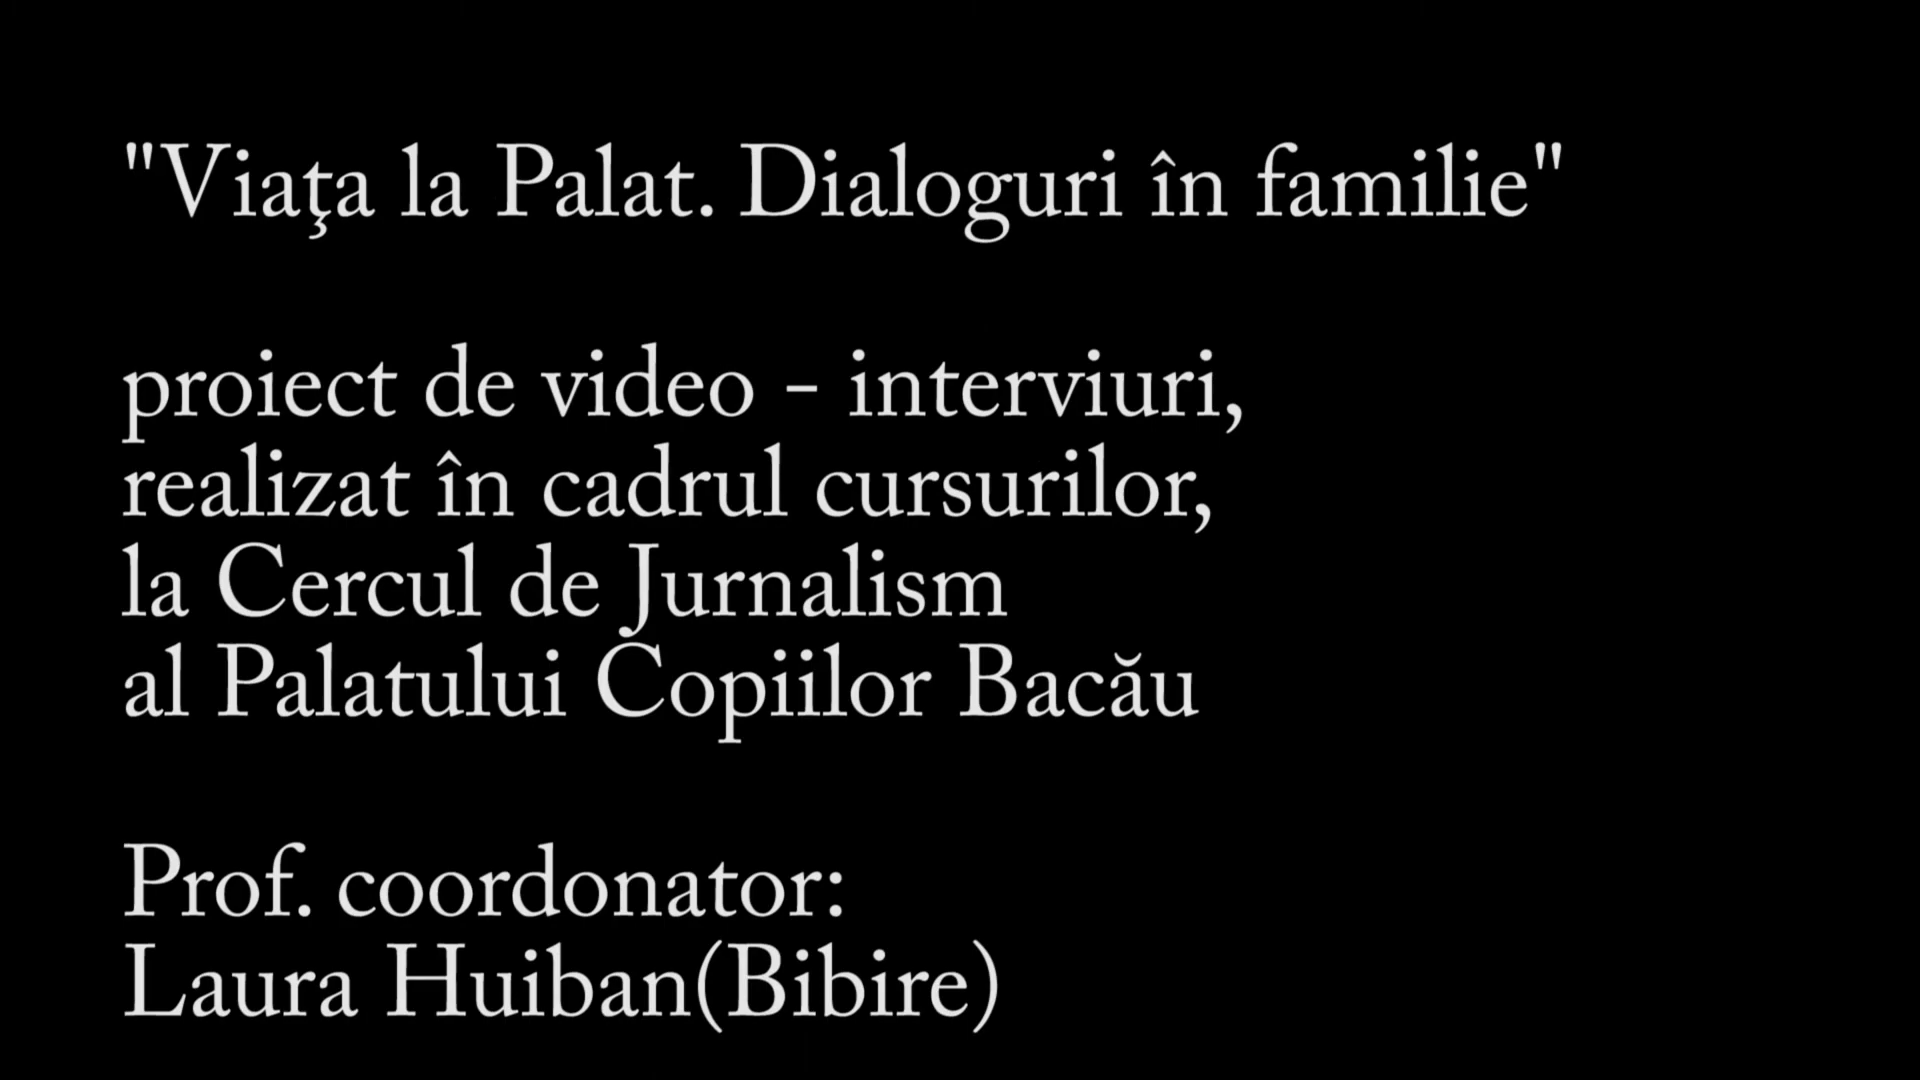 "Viaţa la Palat. Dialoguri în familie"
proiect de video - interviuri,
realizat în cadrul cursurilor,
la Cercul de Jurnalism
al Palatului Copiilor Bacău
Prof. coordonator:
Laura Huiban(Bibire)